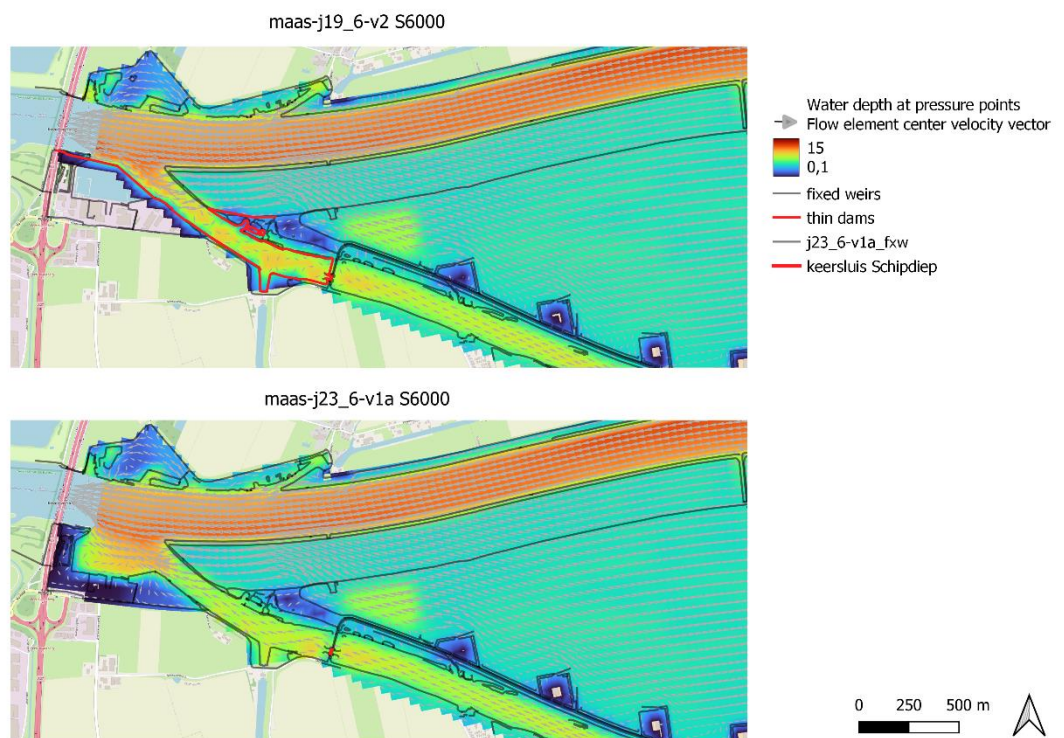 maas-j19_6-v2 S6000
Water depth at pressure points
Flow element center velocity vector
15
0,1
fixed weirs
thin dams
j23_6-v1a_fxw
keersluis Schipdiep
maas-j23_6-v1a S6000
0 250 500 m